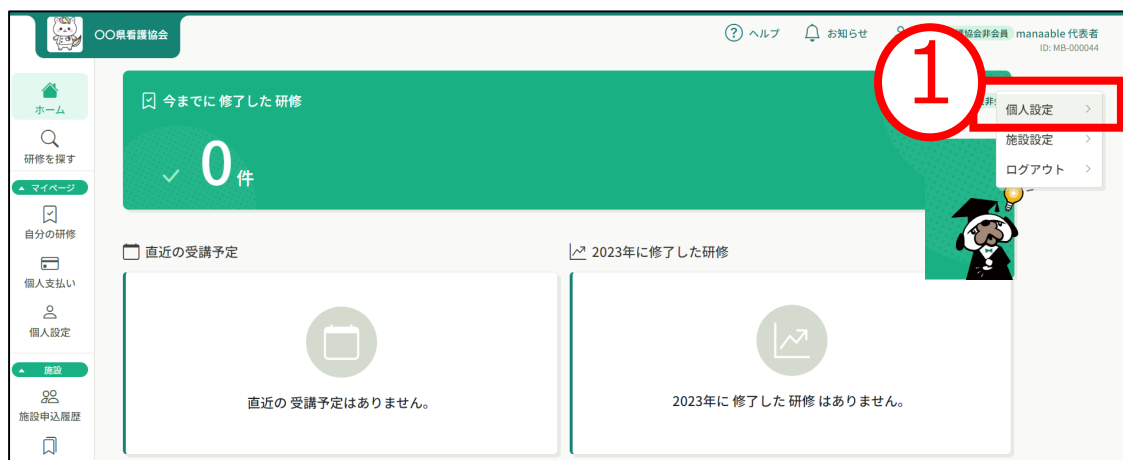 〇〇県看護協会
ヘルプ
お知らせ
協会非会員
manaable 代表者
ID: MB-000044
1
個人設定
施設設定
ログアウト
ホーム
研修を探す
マイページ
自分の研修
個人支払い
個人設定
施設
施設申込履歴
今までに 修了した 研修
0 件
直近の受講予定
直近の 受講予定はありません。
2023年に修了した研修
2023年に 修了した 研修 はありません。